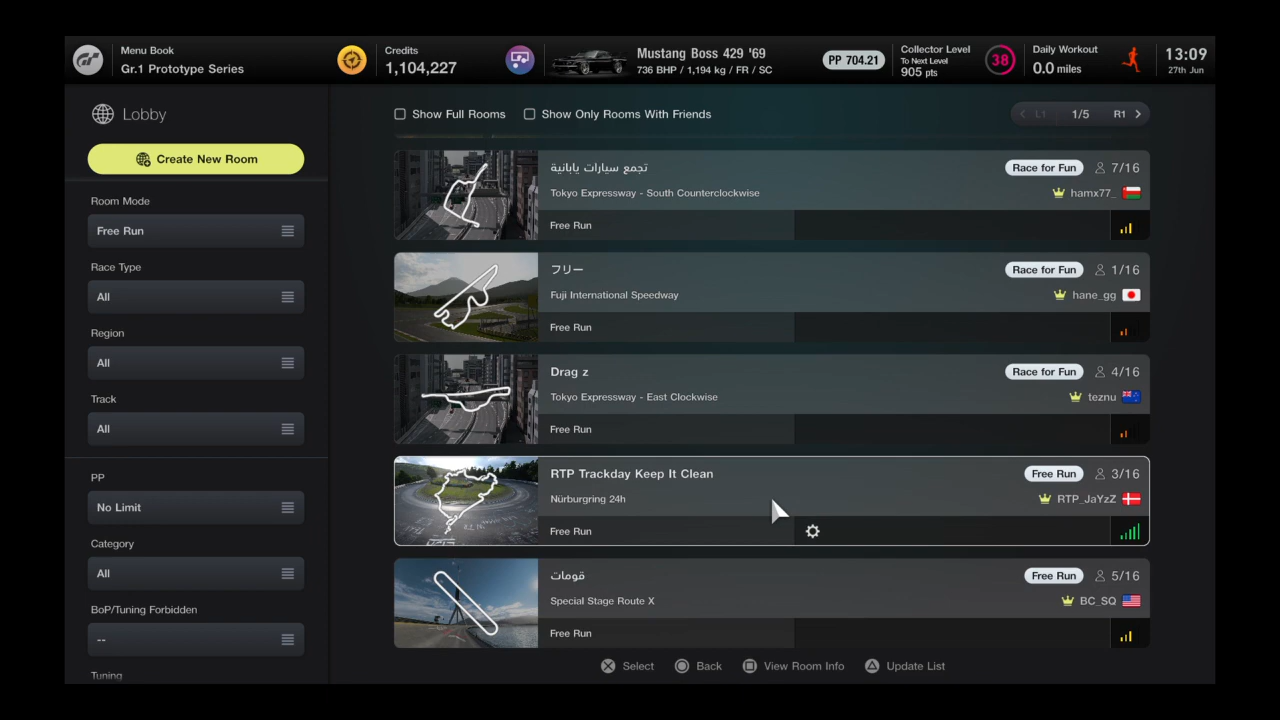 Menu Book
Gr.1 Prototype Series
Credits
1,104,227
Mustang Boss 429 '69
736 BHP / 1,194 kg / FR / SC
PP 704.21
Collector Level
To Next Level
905 pts
38
Daily Workout
0.0 miles
13:09
27th Jun
Lobby
Create New Room
Room Mode
Free Run
Race Type
All
Region
All
Track
All
PP
No Limit
Category
All
BoP/Tuning Forbidden
--
Tuning
Show Full Rooms
Show Only Rooms With Friends
L1 1/5 R1
تجمع سيارات يابانية
Race for Fun 7/16
Tokyo Expressway - South Counterclockwise
hamx77_
Free Run
フリー
Race for Fun 1/16
Fuji International Speedway
hane_gg
Free Run
Drag z
Race for Fun 4/16
Tokyo Expressway - East Clockwise
teznu
Free Run
RTP Trackday Keep It Clean
Free Run 3/16
Nürburgring 24h
RTP_JaYzZ
Free Run
قومات
Free Run 5/16
Special Stage Route X
BC_SQ
Free Run
Select Back View Room Info Update List